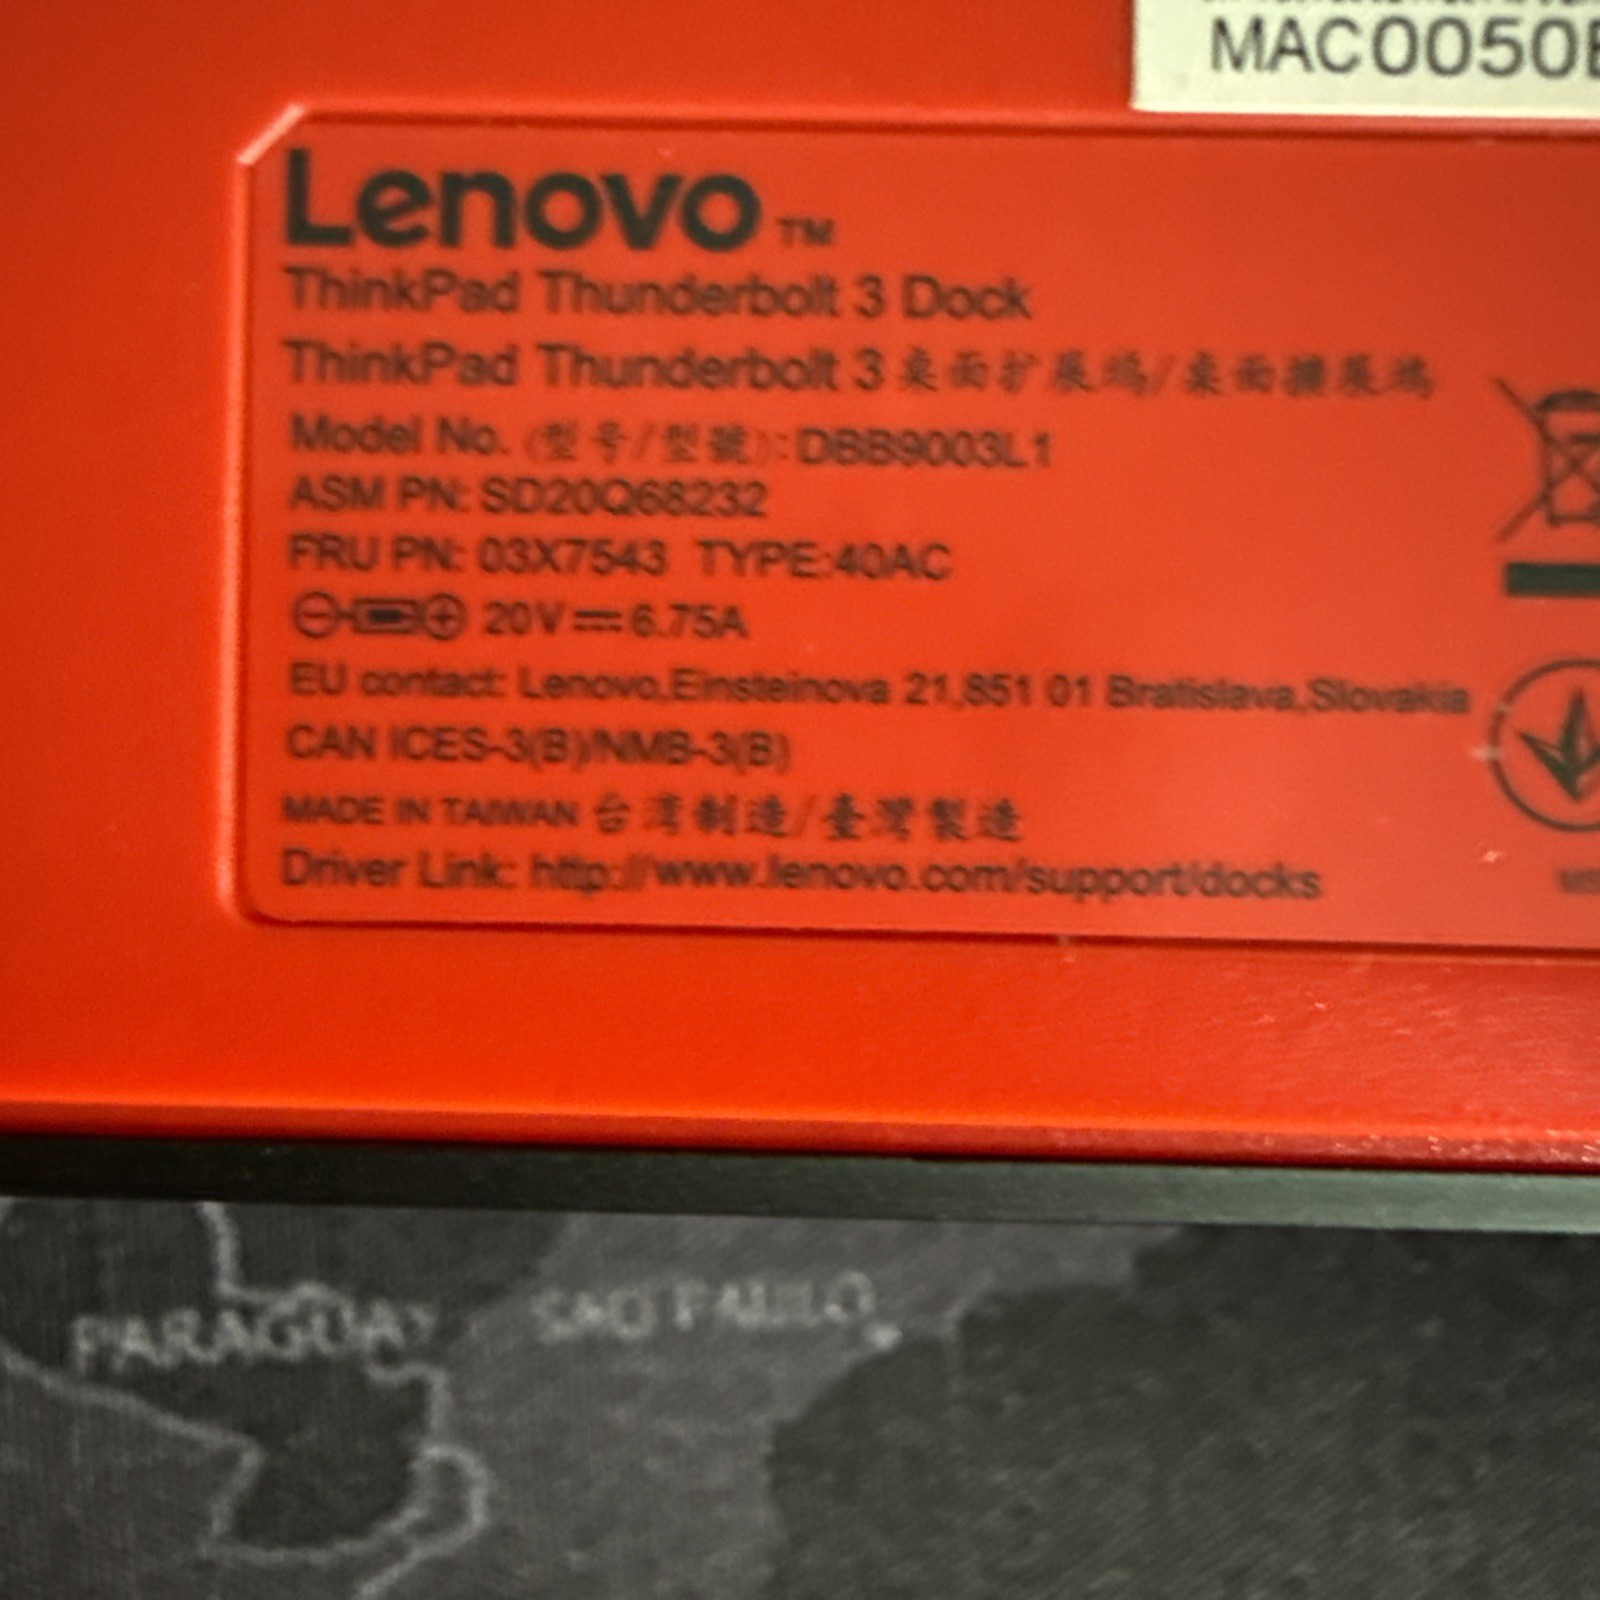 MAC0050
Lenovo™
ThinkPad Thunderbolt 3 Dock
ThinkPad Thunderbolt 3 桌面扩展坞/桌面擴展塢
Model No. (型号/型號): DBB9003L1
ASM PN: SD20Q68232
FRU PN: 03X7543 TYPE:40AC
20V⎓6.75A
EU contact: Lenovo,Einsteinova 21,851 01 Bratislava,Slovakia
CAN ICES-3(B)/NMB-3(B)
MADE IN TAIWAN 台湾制造/臺灣製造
Driver Link: http://www.lenovo.com/support/docks
PARAGUAY
SAO PAULO